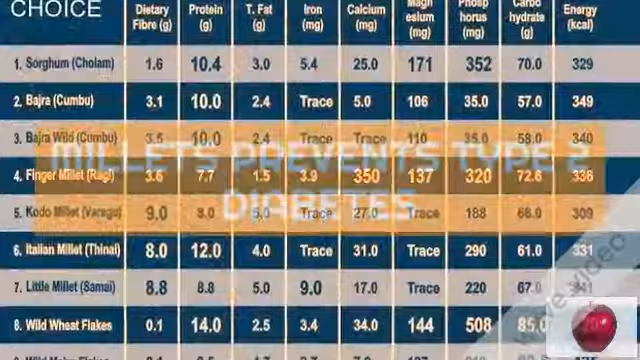 CHOICE Dietary Fibre (g) Protein (g) T. Fat (g) Iron (mg) Calcium (mg) Magn esium (mg) Phosp horus (mg) Carbo hydrate (g) Energy (kcal)
1. Sorghum (Cholam) 1.6 10.4 3.0 5.4 25.0 171 352 70.0 329
2. Bajra (Cumbu) 3.1 10.0 2.4 Trace 5.0 106 35.0 57.0 349
3. Bajra Wild (Cumbu) 3.5 10.0 2.4 Trace Trace 110 35.0 58.0 340
MILLETS PREVENTS TYPE 2
4. Finger Millet (Ragi) 3.6 7.7 1.5 3.9 350 137 320 72.6 336
DIABETES
5. Kodo Millet (Varagu) 9.0 8.0 Trace 27.0 Trace 188 66.0 309
6. Italian Millet (Thinai) 8.0 12.0 4.0 Trace 31.0 Trace 290 61.0 331
7. Little Millet (Samai) 8.8 8.8 5.0 9.0 17.0 Trace 220 67.0
8. Wild Wheat Flakes 0.1 14.0 2.5 3.4 34.0 144 508 85.0
video